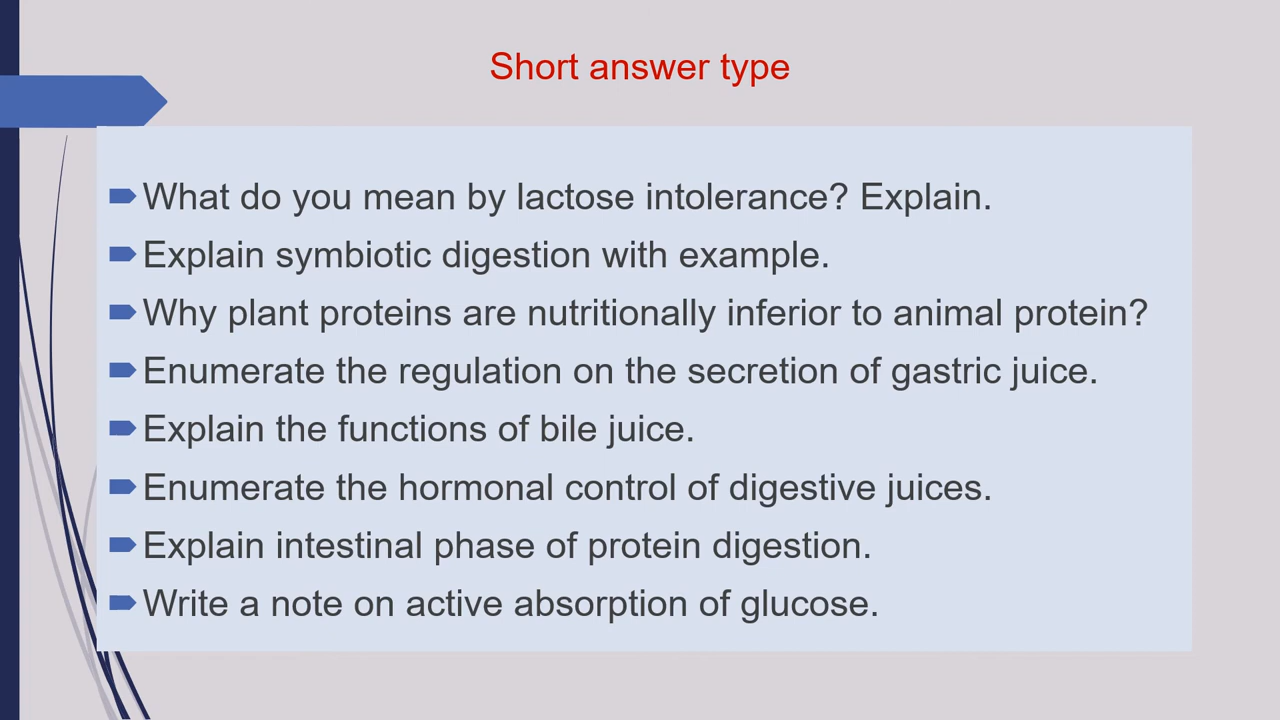 Short answer type
What do you mean by lactose intolerance? Explain.
Explain symbiotic digestion with example.
Why plant proteins are nutritionally inferior to animal protein?
Enumerate the regulation on the secretion of gastric juice.
Explain the functions of bile juice.
Enumerate the hormonal control of digestive juices.
Explain intestinal phase of protein digestion.
Write a note on active absorption of glucose.